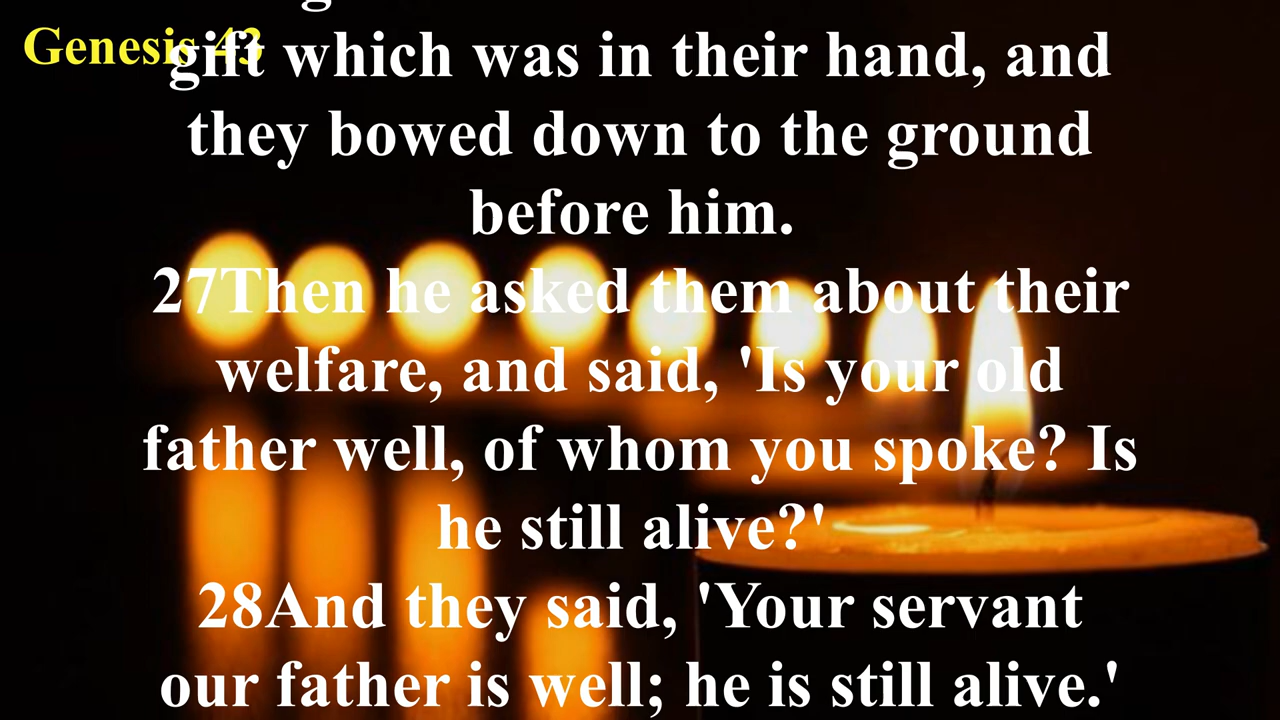 Genesis 43
gift which was in their hand, and
they bowed down to the ground
before him.
27Then he asked them about their
welfare, and said, 'Is your old
father well, of whom you spoke? Is
he still alive?'
28And they said, 'Your servant
our father is well; he is still alive.'